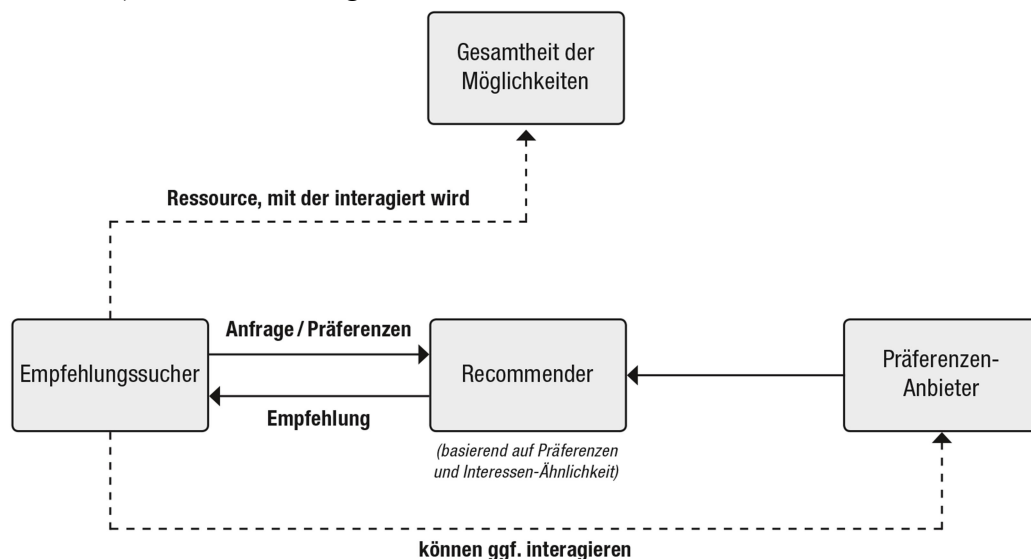 Gesamtheit der
Möglichkeiten
Ressource, mit der interagiert wird
Anfrage / Präferenzen
Empfehlungssucher
Recommender
Präferenzen-
Anbieter
Empfehlung
(basierend auf Präferenzen
und Interessen-Ähnlichkeit)
können ggf. interagieren